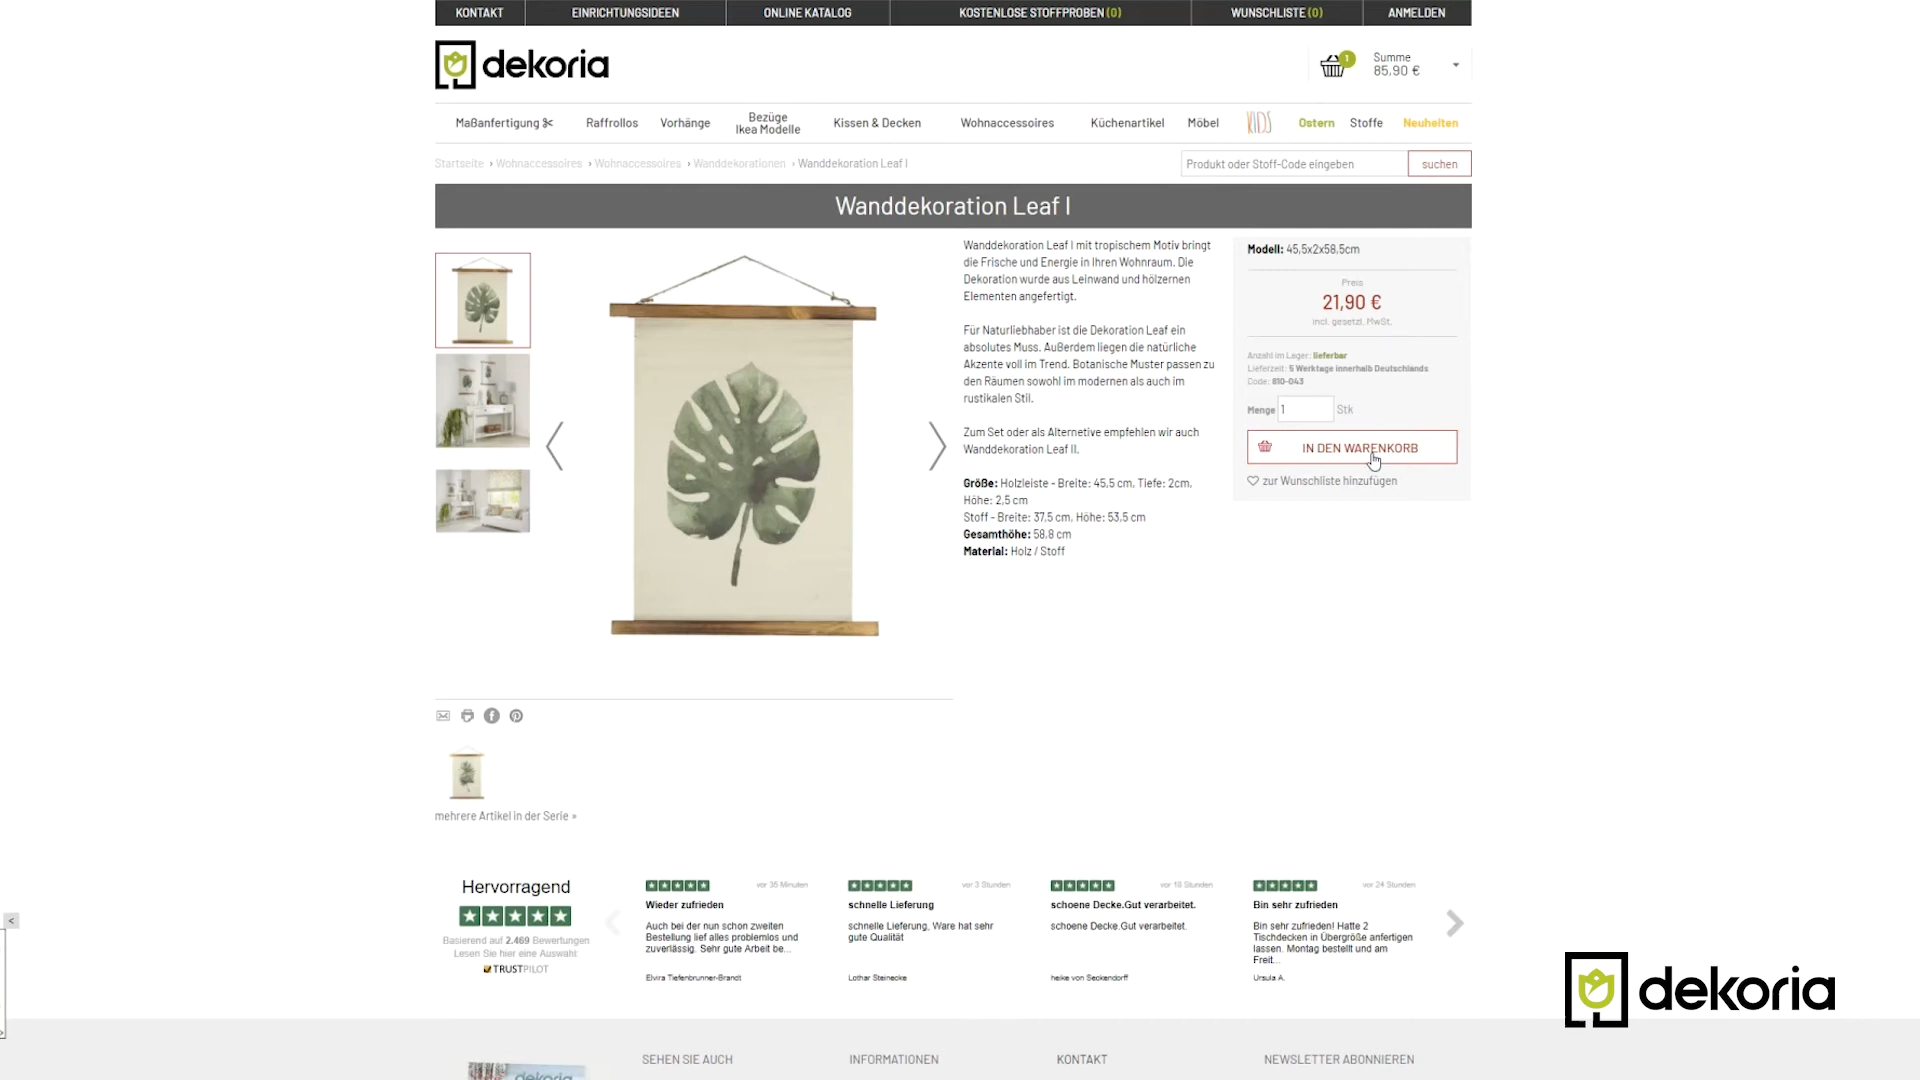 KONTAKT
EINRICHTUNGSIDEEN
ONLINE KATALOG
KOSTENLOSE STOFFPROBEN (0)
WUNSCHLISTE (0)
ANMELDEN
dekoria
1
Summe
85,90 €
Maßanfertigung
Raffrollos
Vorhänge
Bezüge
Ikea Modelle
Kissen & Decken
Wohnaccessoires
Küchenartikel
Möbel
KIDS
Ostern
Stoffe
Neuheiten
Startseite › Wohnaccessoires › Wohnaccessoires › Wanddekorationen › Wanddekoration Leaf I
Produkt oder Stoff-Code eingeben
suchen
Wanddekoration Leaf I
Wanddekoration Leaf I mit tropischem Motiv bringt
die Frische und Energie in Ihren Wohnraum. Die
Dekoration wurde aus Leinwand und hölzernen
Elementen angefertigt.
Für Naturliebhaber ist die Dekoration Leaf ein
absolutes Muss. Außerdem liegen die natürliche
Akzente voll im Trend. Botanische Muster passen zu
den Räumen sowohl im modernen als auch im
rustikalen Stil.
Zum Set oder als Alternetive empfehlen wir auch
Wanddekoration Leaf II.
Größe: Holzleiste - Breite: 45,5 cm, Tiefe: 2cm,
Höhe: 2,5 cm
Stoff - Breite: 37,5 cm, Höhe: 53,5 cm
Gesamthöhe: 58,8 cm
Material: Holz / Stoff
Modell: 45,5x2x58,5cm
Preis
21,90 €
incl. gesetzl. MwSt.
Anzahl im Lager: lieferbar
Lieferzeit: 5 Werktage innerhalb Deutschlands
Code: 810-043
Menge 1 Stk
IN DEN WARENKORB
zur Wunschliste hinzufügen
mehrere Artikel in der Serie »
Hervorragend
Basierend auf 2.469 Bewertungen
Lesen Sie hier eine Auswahl:
TRUSTPILOT
vor 35 Minuten
Wieder zufrieden
Auch bei der nun schon zweiten
Bestellung lief alles problemlos und
zuverlässig. Sehr gute Arbeit be...
Elvira Tiefenbrunner-Brandt
vor 3 Stunden
schnelle Lieferung
schnelle Lieferung, Ware hat sehr
gute Qualität
Lothar Steinecke
vor 18 Stunden
schoene Decke.Gut verarbeitet.
schoene Decke.Gut verarbeitet.
heike von Seckendorff
vor 24 Stunden
Bin sehr zufrieden
Bin sehr zufrieden! Hatte 2
Tischdecken in Übergröße anfertigen
lassen. Montag bestellt und am
Freit...
Ursula A.
<
dekoria
dekoria
SEHEN SIE AUCH
INFORMATIONEN
KONTAKT
NEWSLETTER ABONNIEREN